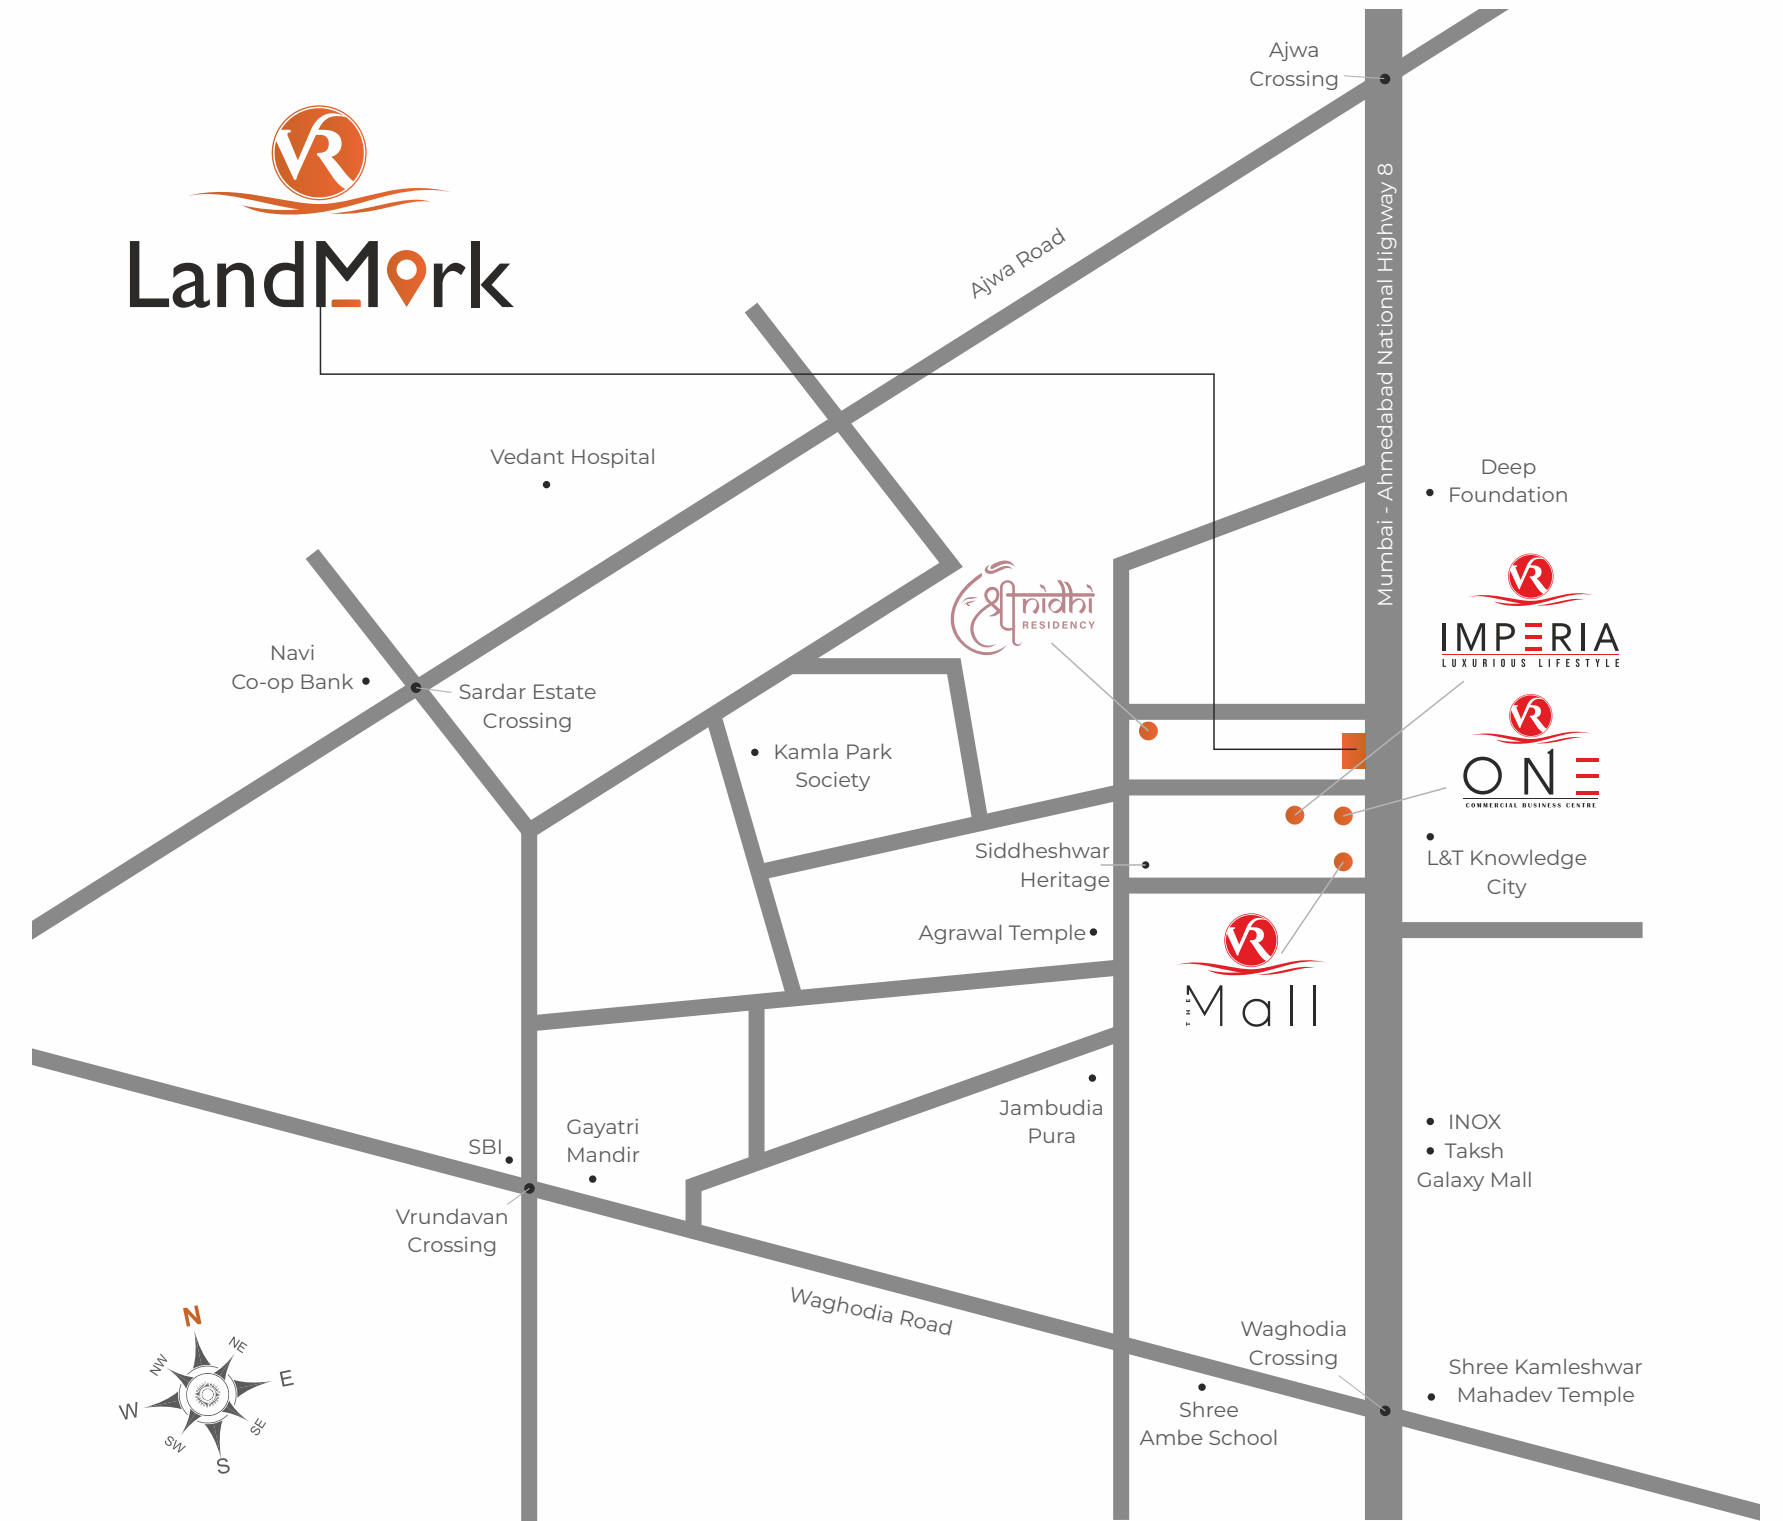 Ajwa
Crossing
VR
LandMark
Mumbai - Ahmedabad National Highway 8
Ajwa Road
Vedant Hospital
Deep
Foundation
VR
IMPERIA
LUXURIOUS LIFESTYLE
श्री nidhi
RESIDENCY
Navi
Co-op Bank
Sardar Estate
Crossing
VR
ONE
COMMERCIAL BUSINESS CENTRE
Kamla Park
Society
Siddheshwar
Heritage
L&T Knowledge
City
Agrawal Temple
VR
THE Mall
Jambudia
Pura
INOX
Taksh
Galaxy Mall
SBI
Gayatri
Mandir
Vrundavan
Crossing
Waghodia Road
Waghodia
Crossing
Shree Kamleshwar
Mahadev Temple
Shree
Ambe School
N
NE
E
SE
S
SW
W
NW